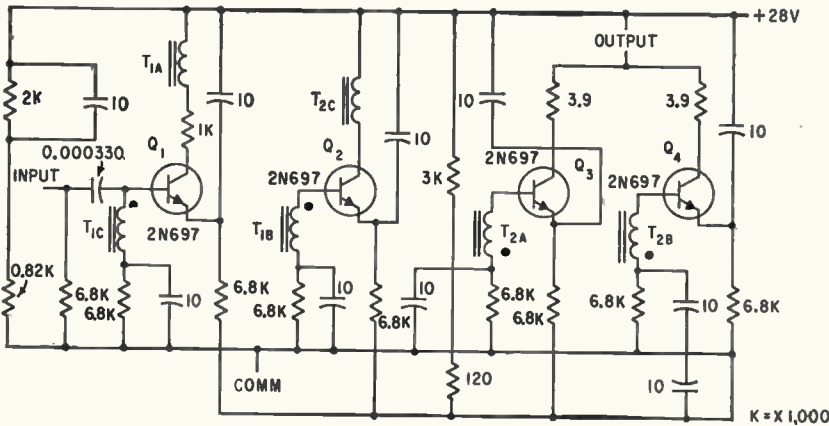 +28V
OUTPUT
T1A
2K
10
10
T2C
10
10
3.9
3.9
10
1K
0.000330
Q1
Q2
2N697
3K
2N697
Q3
2N697
Q4
INPUT
T1C
2N697
T1B
T2A
T2B
0.82K
6.8K
6.8K
10
6.8K
6.8K
10
6.8K
10
6.8K
6.8K
6.8K
10
6.8K
COMM
120
10
K = X 1,000